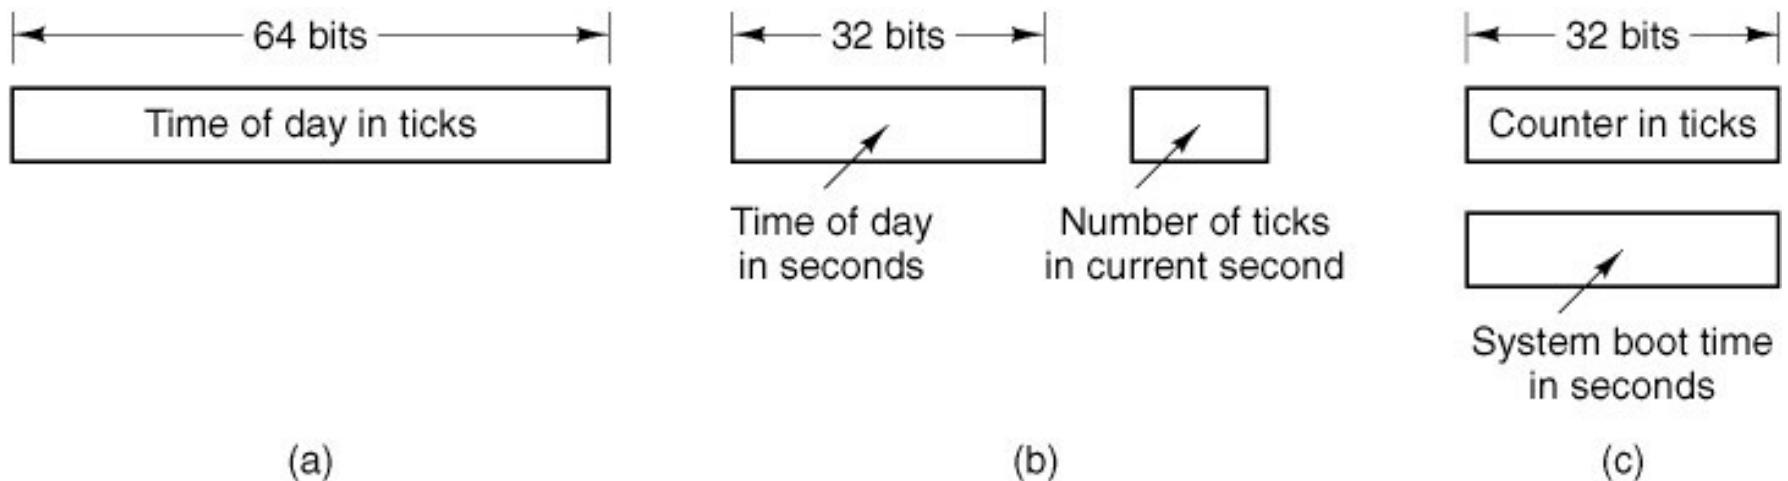 64 bits
Time of day in ticks
(a)
32 bits
Time of day
in seconds
Number of ticks
in current second
(b)
32 bits
Counter in ticks
System boot time
in seconds
(c)